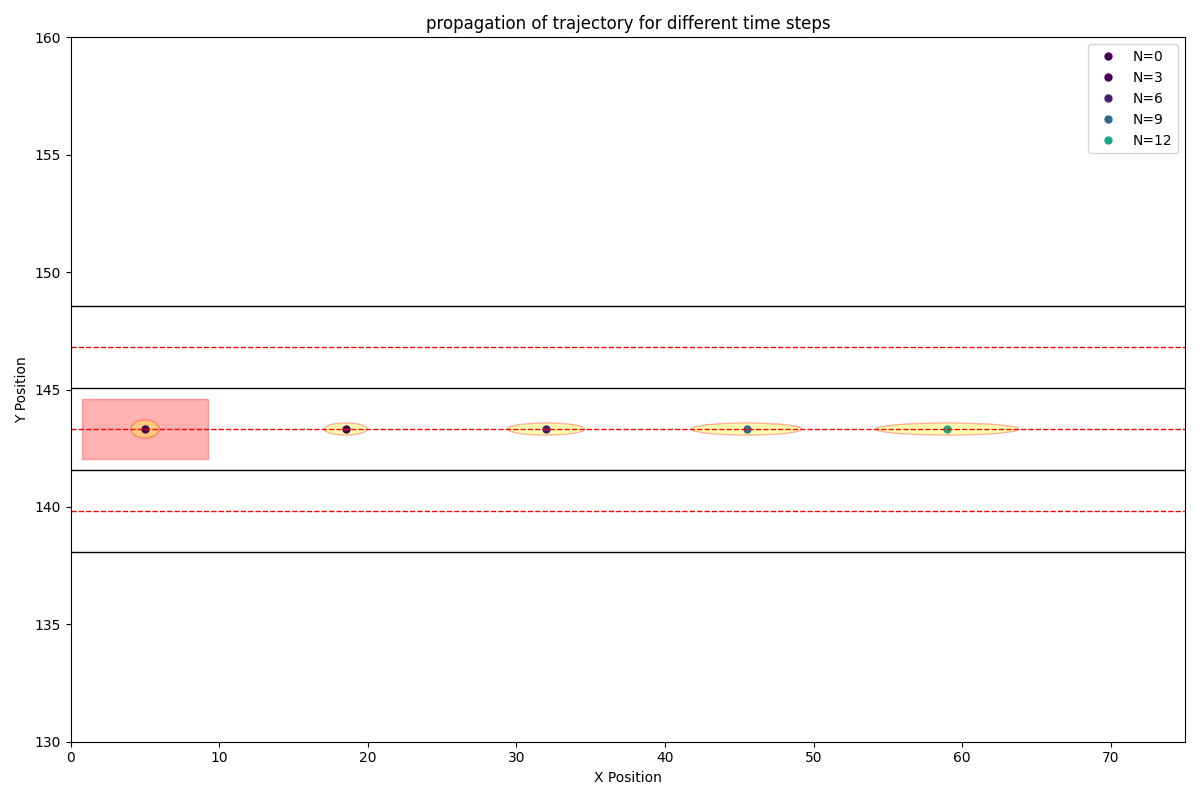 propagation of trajectory for different time steps
160
155
150
145
140
135
130
Y Position
N=0
N=3
N=6
N=9
N=12
0 10 20 30 40 50 60 70
X Position